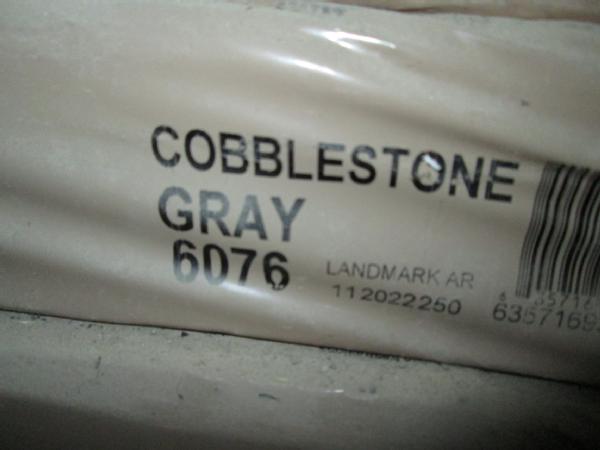 COBBLESTONE
GRAY
6076
LANDMARK AR
112022250